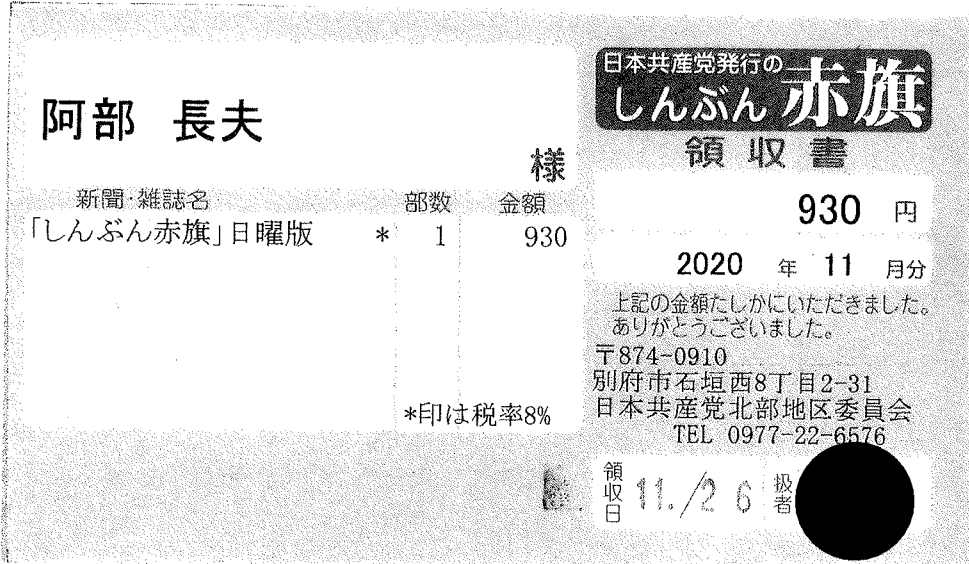 阿部 長夫
様
新聞・雑誌名 部数 金額
「しんぶん赤旗」日曜版 * 1 930
*印は税率8%
日本共産党発行の
しんぶん 赤旗
領収書
930 円
2020 年 11 月分
上記の金額たしかにいただきました。
ありがとうございました。
〒874-0910
別府市石垣西8丁目2-31
日本共産党北部地区委員会
TEL 0977-22-6576
領収日 11./26 扱者